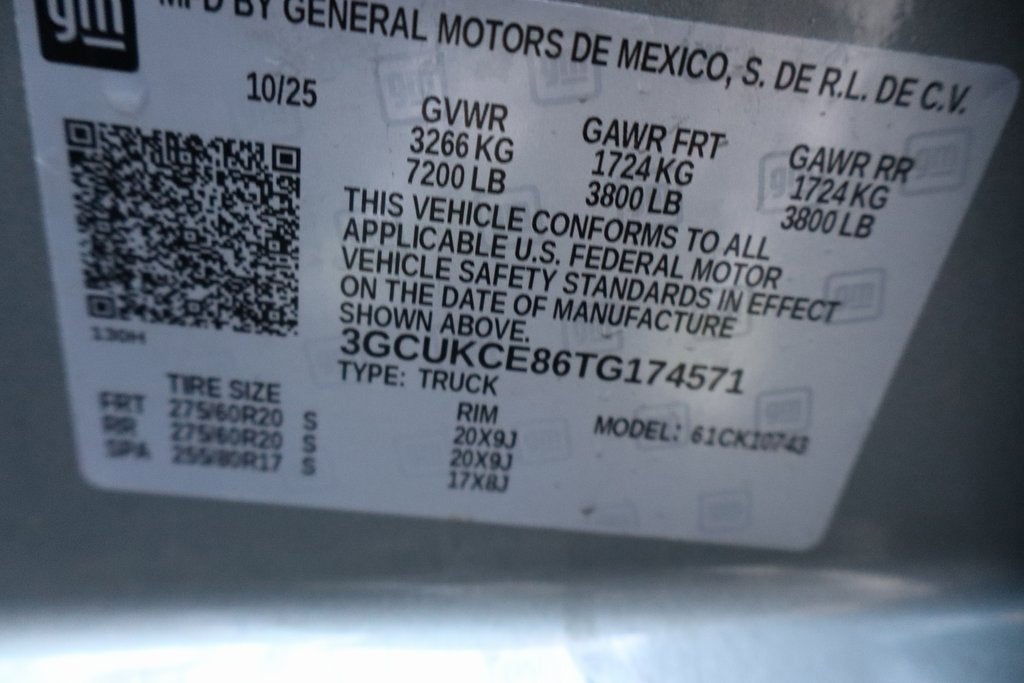 gm
MFD BY GENERAL MOTORS DE MEXICO, S. DE R.L. DE C.V.
10/25
GVWR GAWR FRT GAWR RR
3266 KG 1724 KG 1724 KG
7200 LB 3800 LB 3800 LB
THIS VEHICLE CONFORMS TO ALL
APPLICABLE U.S. FEDERAL MOTOR
VEHICLE SAFETY STANDARDS IN EFFECT
ON THE DATE OF MANUFACTURE
SHOWN ABOVE.
130H
3GCUKCE86TG174571
TYPE: TRUCK
TIRE SIZE RIM MODEL: 61CK10743
FRT 275/60R20 S 20X9J
RR 275/60R20 S 20X9J
SPA 255/80R17 S 17X8J